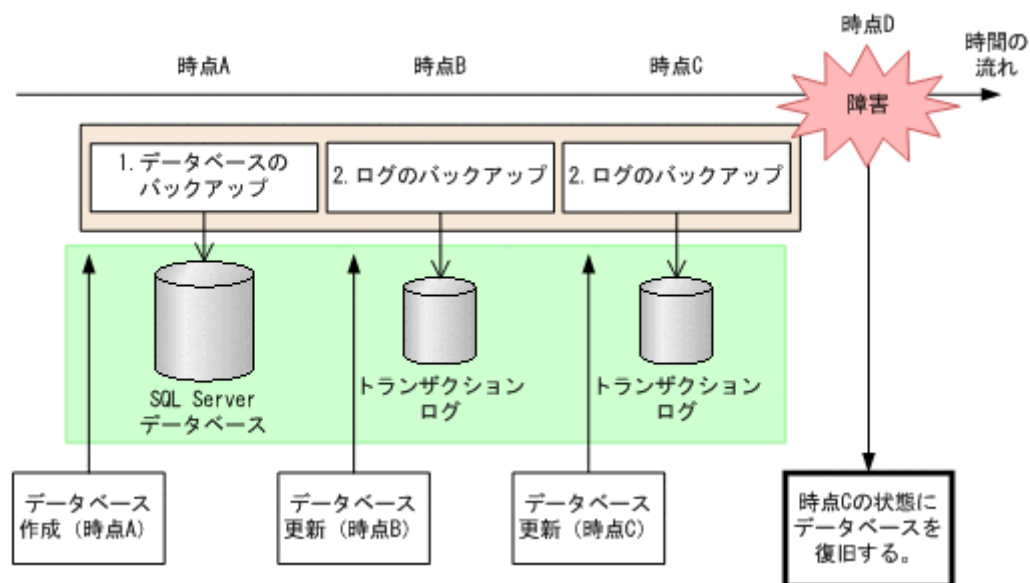 時点D
時間の
流れ
時点A
時点B
時点C
障害
1.データベースの
バックアップ
2.ログのバックアップ
2.ログのバックアップ
SQL Server
データベース
トランザクション
ログ
トランザクション
ログ
データベース
作成（時点A）
データベース
更新（時点B）
データベース
更新（時点C）
時点Cの状態に
データベースを
復旧する。